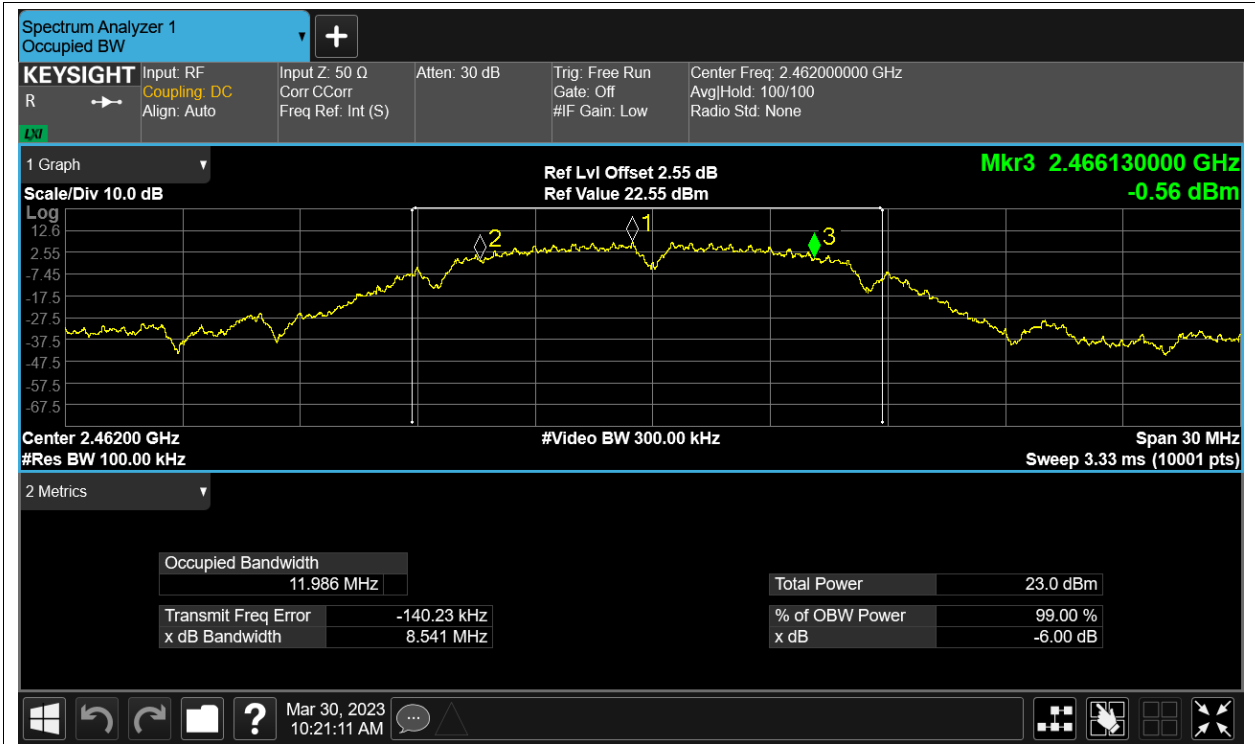 Spectrum Analyzer 1
Occupied BW
KEYSIGHT
R
LXI
Input: RF
Coupling: DC
Align: Auto
Input Z: 50 Ω
Corr CCorr
Freq Ref: Int (S)
Atten: 30 dB
Trig: Free Run
Gate: Off
#IF Gain: Low
Center Freq: 2.462000000 GHz
Avg|Hold: 100/100
Radio Std: None
1 Graph
Scale/Div 10.0 dB
Ref Lvl Offset 2.55 dB
Ref Value 22.55 dBm
Mkr3 2.466130000 GHz
-0.56 dBm
Log
12.6
2.55
-7.45
-17.5
-27.5
-37.5
-47.5
-57.5
-67.5
2
1
3
Center 2.46200 GHz
#Res BW 100.00 kHz
#Video BW 300.00 kHz
Span 30 MHz
Sweep 3.33 ms (10001 pts)
2 Metrics
Occupied Bandwidth
11.986 MHz
Transmit Freq Error -140.23 kHz
x dB Bandwidth 8.541 MHz
Total Power 23.0 dBm
% of OBW Power 99.00 %
x dB -6.00 dB
?
Mar 30, 2023
10:21:11 AM